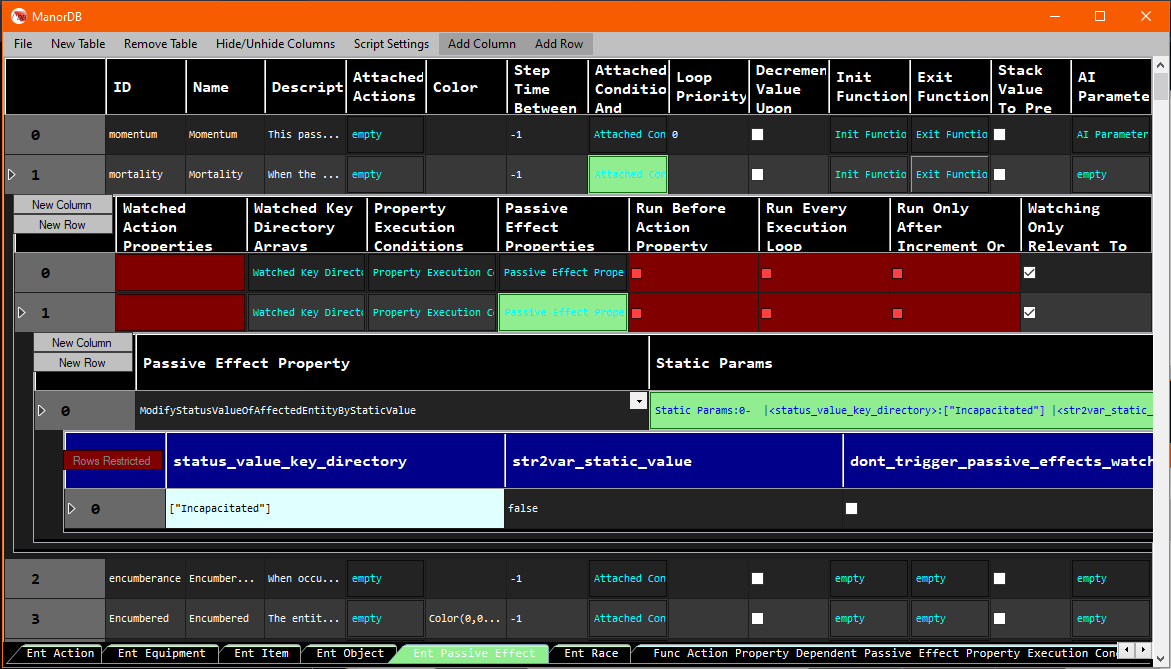 ManorDB
File New Table Remove Table Hide/Unhide Columns Script Settings Add Column Add Row
ID Name Descript Attached Actions Color Step Time Between Attached Conditio And Loop Priority Decremen Value Upon Init Function Exit Function Stack Value To Pre AI Paramete
0 momentum Momentum This pass... empty -1 Attached Con 0 Init Functio Exit Functio AI Parameter
1 mortality Mortality When the ... empty -1 Attached Con Init Functio Exit Functio empty
New Column
New Row
Watched Action Properties Watched Key Directory Arrays Property Execution Conditions Passive Effect Properties Run Before Action Property Run Every Execution Loop Run Only After Increment Or Watching Only Relevant To
0 Watched Key Directo Property Execution C Passive Effect Prope
1 Watched Key Directo Property Execution C Passive Effect Prope
New Column
New Row
Passive Effect Property Static Params
0 ModifyStatusValueOfAffectedEntityByStaticValue Static Params:0- |<status_value_key_directory>:["Incapacitated"] |<str2var_static_
Rows Restricted status_value_key_directory str2var_static_value dont_trigger_passive_effects_watch
0 ["Incapacitated"] false
2 encumberance Encumber... When occu... empty -1 Attached Con empty empty empty
3 Encumbered Encumbered The entit... empty Color(0,0... -1 Attached Con empty empty empty
Ent Action Ent Equipment Ent Item Ent Object Ent Passive Effect Ent Race Func Action Property Dependent Passive Effect Property Execution Con